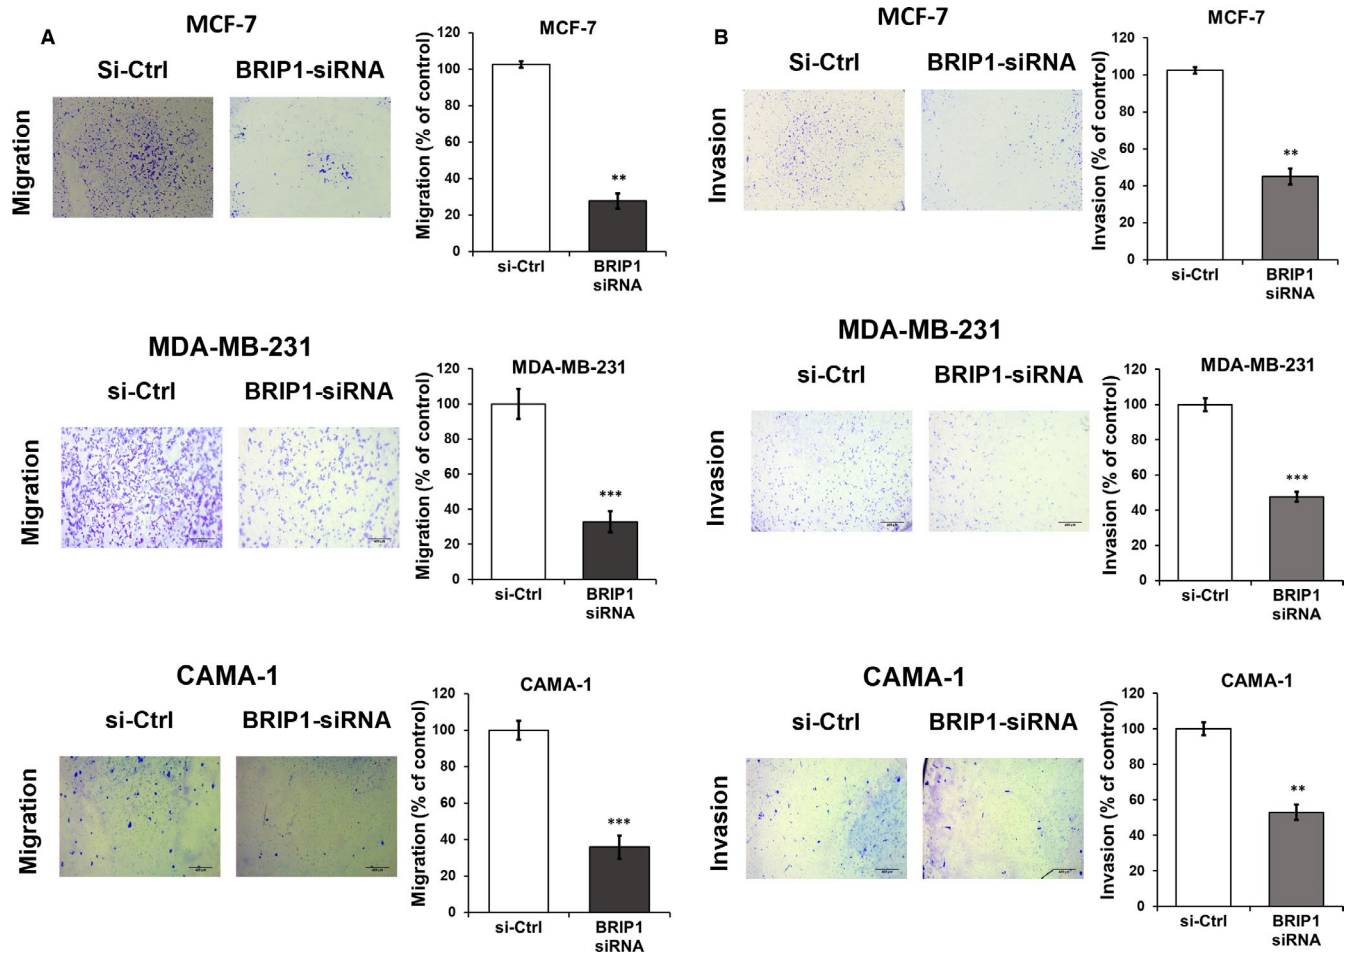 A
MCF-7
Si-Ctrl BRIP1-siRNA
Migration
MCF-7
Migration (% of control)
120
100
80
60
40
20
0
**
si-Ctrl BRIP1
siRNA
MDA-MB-231
si-Ctrl BRIP1-siRNA
Migration
MDA-MB-231
Migration (% of control)
120
100
80
60
40
20
0
***
si-Ctrl BRIP1
siRNA
CAMA-1
si-Ctrl BRIP1-siRNA
Migration
CAMA-1
Migration (% cf control)
120
100
80
60
40
20
0
***
si-Ctrl BRIP1
siRNA
B
MCF-7
Si-Ctrl BRIP1-siRNA
Invasion
MCF-7
Invasion (% of control)
120
100
80
60
40
20
0
**
si-Ctrl BRIP1
siRNA
MDA-MB-231
si-Ctrl BRIP1-siRNA
Invasion
MDA-MB-231
Invasion (% of control)
120
100
80
60
40
20
0
***
si-Ctrl BRIP1
siRNA
CAMA-1
si-Ctrl BRIP1-siRNA
Invasion
CAMA-1
Invasion (% cf control)
120
100
80
60
40
20
0
**
si-Ctrl BRIP1
siRNA